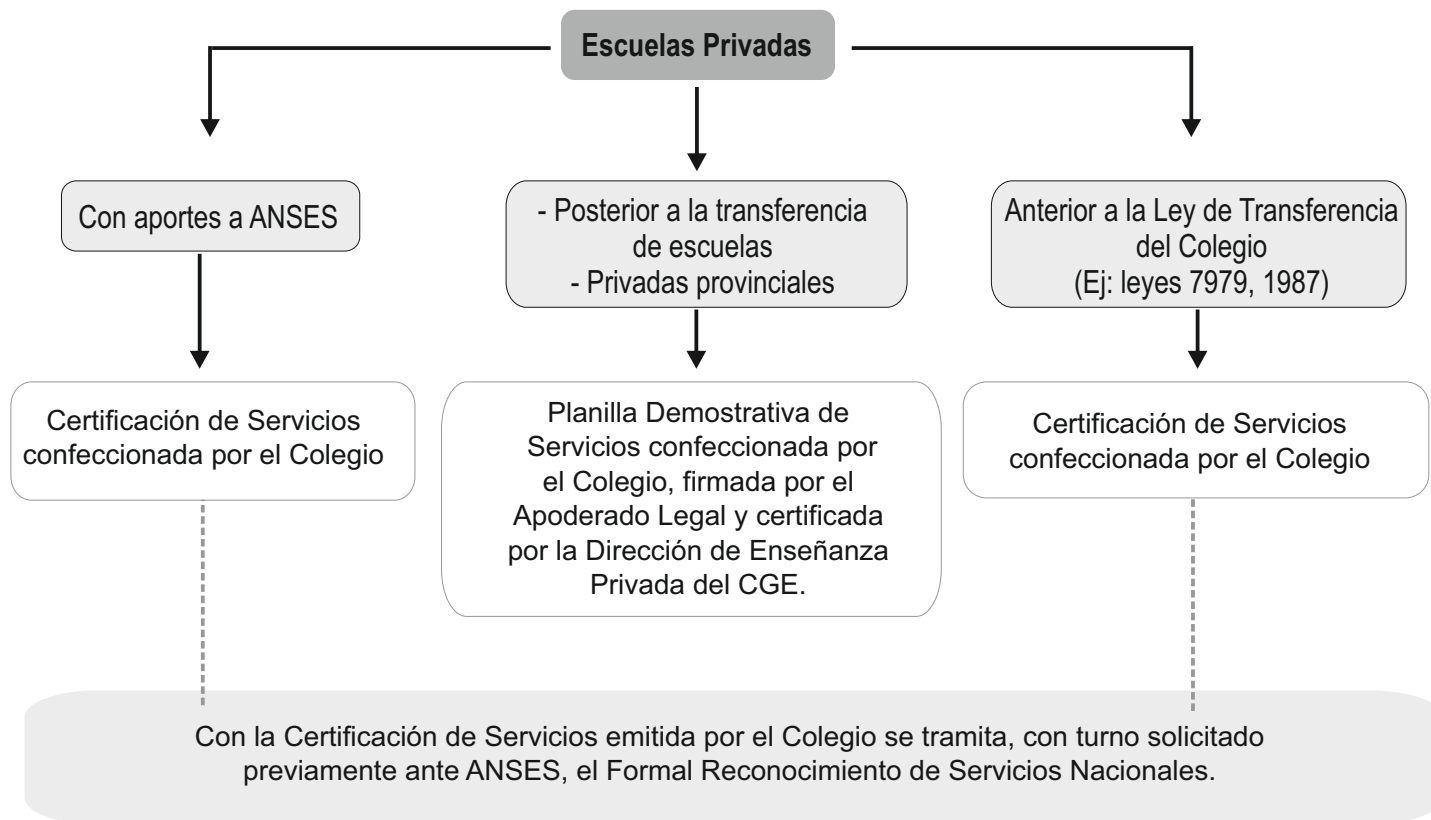 Escuelas Privadas
Con aportes a ANSES
- Posterior a la transferencia
de escuelas
- Privadas provinciales
Anterior a la Ley de Transferencia
del Colegio
(Ej: leyes 7979, 1987)
Certificación de Servicios
confeccionada por el Colegio
Planilla Demostrativa de
Servicios confeccionada por
el Colegio, firmada por el
Apoderado Legal y certificada
por la Dirección de Enseñanza
Privada del CGE.
Certificación de Servicios
confeccionada por el Colegio
Con la Certificación de Servicios emitida por el Colegio se tramita, con turno solicitado
previamente ante ANSES, el Formal Reconocimiento de Servicios Nacionales.